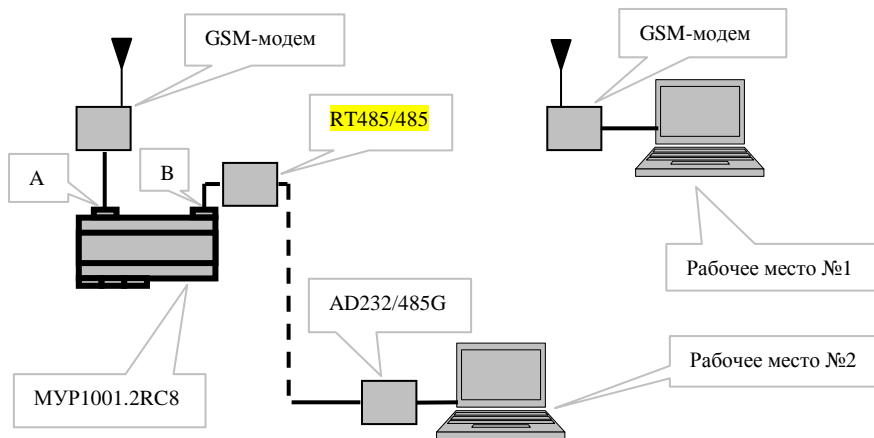 GSM-модем
GSM-модем
RT485/485
A
B
Рабочее место №1
AD232/485G
Рабочее место №2
МУР1001.2RC8